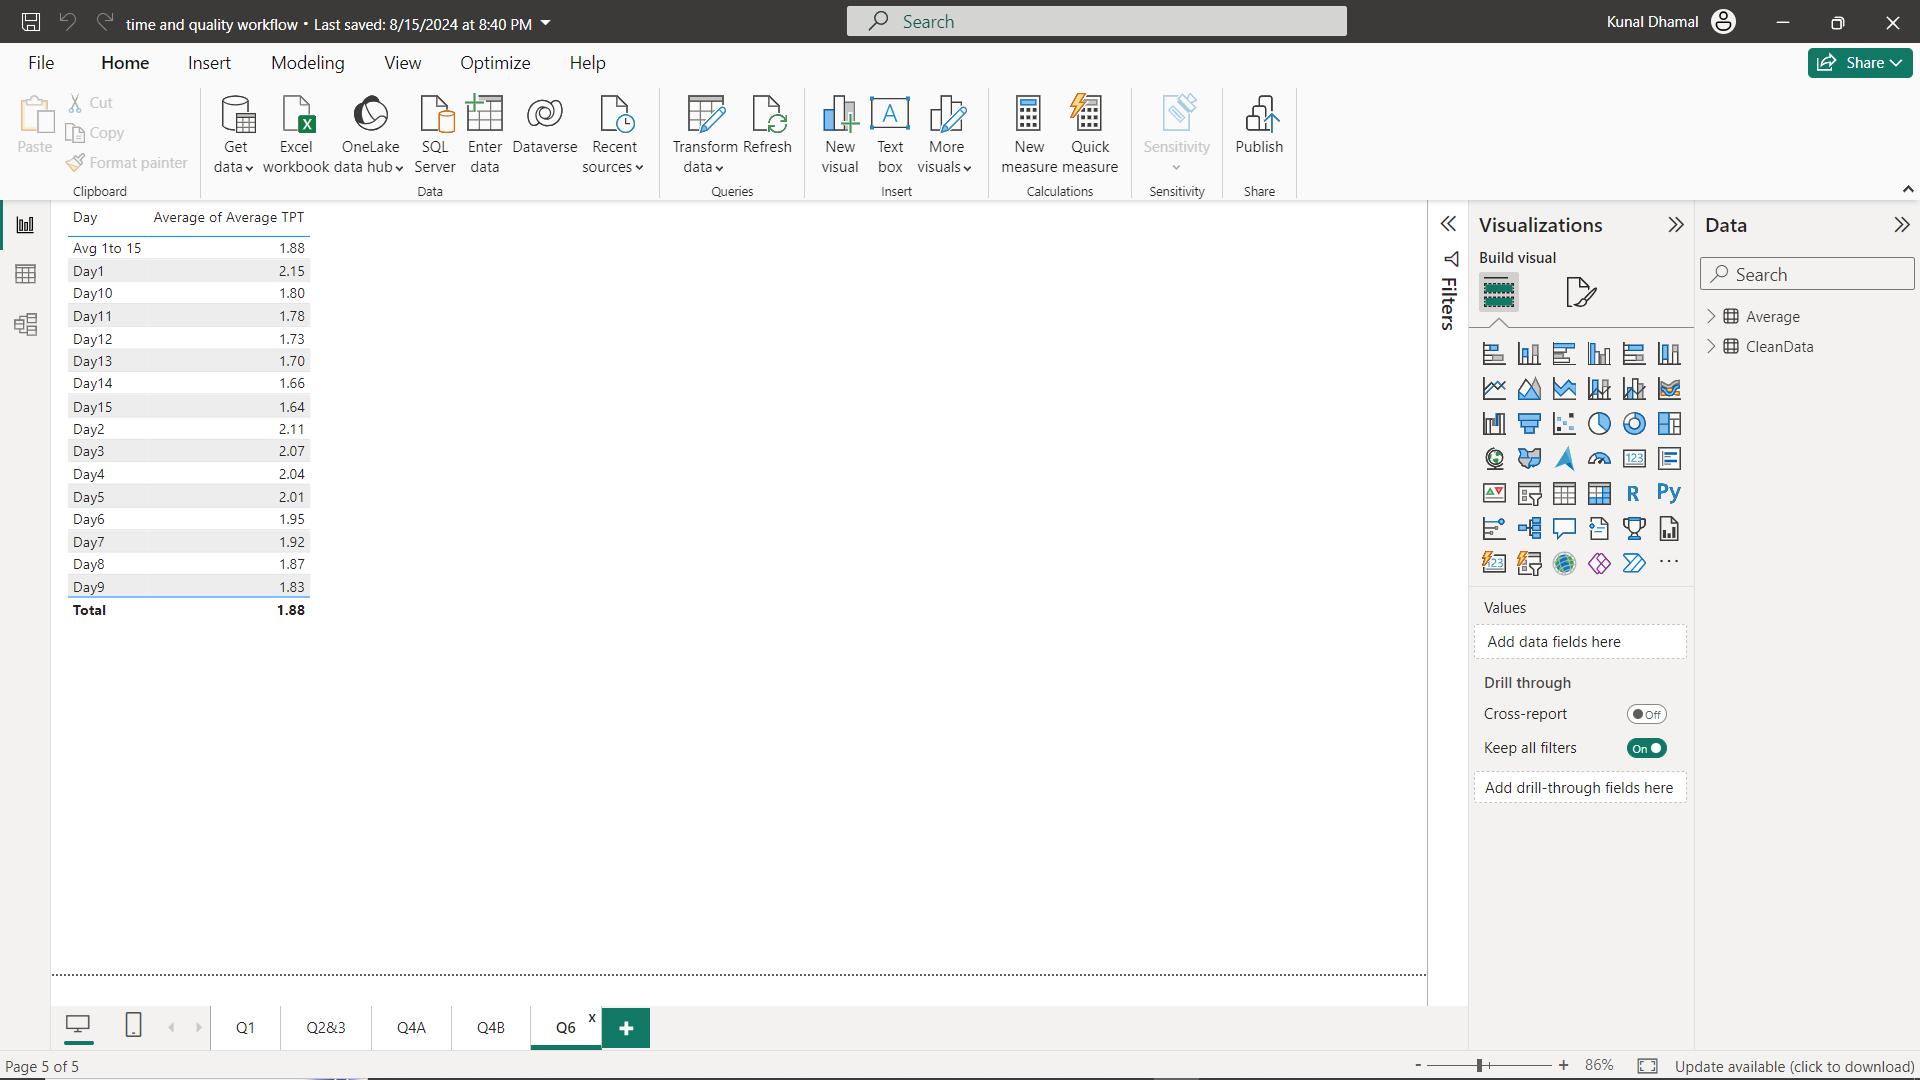 time and quality workflow • Last saved: 8/15/2024 at 8:40 PM
Search
Kunal Dhamal
File Home Insert Modeling View Optimize Help
Share
Paste
Cut
Copy
Format painter
Clipboard
Get data
Excel workbook
OneLake data hub
SQL Server
Enter data
Dataverse
Recent sources
Data
Transform data
Refresh
Queries
New visual
Text box
More visuals
Insert
New measure
Quick measure
Calculations
Sensitivity
Sensitivity
Publish
Share
Day Average of Average TPT
Avg 1to 15 1.88
Day1 2.15
Day10 1.80
Day11 1.78
Day12 1.73
Day13 1.70
Day14 1.66
Day15 1.64
Day2 2.11
Day3 2.07
Day4 2.04
Day5 2.01
Day6 1.95
Day7 1.92
Day8 1.87
Day9 1.83
Total 1.88
Filters
Visualizations
Build visual
123
R
Py
123
Values
Add data fields here
Drill through
Cross-report Off
Keep all filters On
Add drill-through fields here
Data
Search
Average
CleanData
Q1 Q2&3 Q4A Q4B Q6 x +
Page 5 of 5
- + 86%
Update available (click to download)